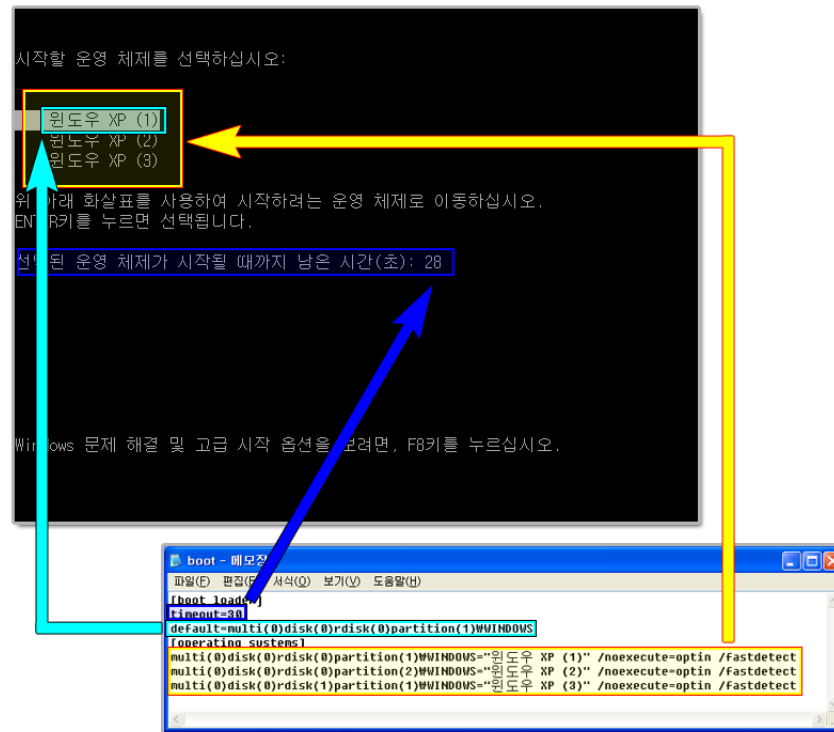 시작할 운영 체제를 선택하십시오:
윈도우 XP (1)
윈도우 XP (2)
윈도우 XP (3)
위 아래 화살표를 사용하여 시작하려는 운영 체제로 이동하십시오.
ENTER키를 누르면 선택됩니다.
선택된 운영 체제가 시작될 때까지 남은 시간(초): 28
Windows 문제 해결 및 고급 시작 옵션을 보려면, F8키를 누르십시오.
boot - 메모장
파일(F) 편집(E) 서식(O) 보기(V) 도움말(H)
[boot loader]
timeout=30
default=multi(0)disk(0)rdisk(0)partition(1)₩WINDOWS
[operating systems]
multi(0)disk(0)rdisk(0)partition(1)₩WINDOWS="윈도우 XP (1)" /noexecute=optin /fastdetect
multi(0)disk(0)rdisk(0)partition(2)₩WINDOWS="윈도우 XP (2)" /noexecute=optin /fastdetect
multi(0)disk(0)rdisk(1)partition(1)₩WINDOWS="윈도우 XP (3)" /noexecute=optin /fastdetect